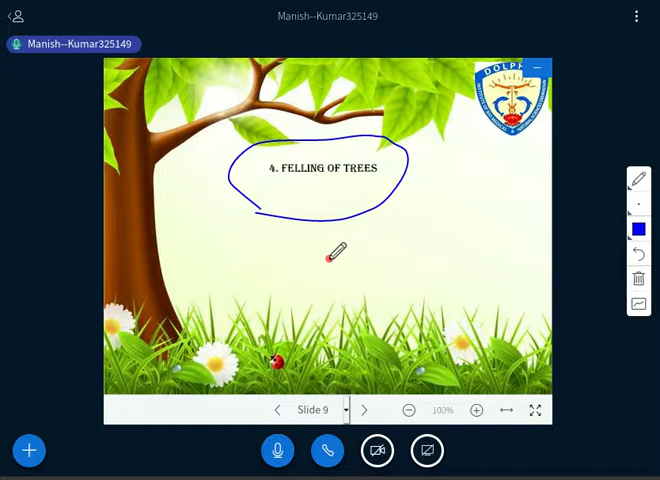 Manish--Kumar325149
Manish--Kumar325149
DOLPH
4. FELLING OF TREES
Slide 9
100%